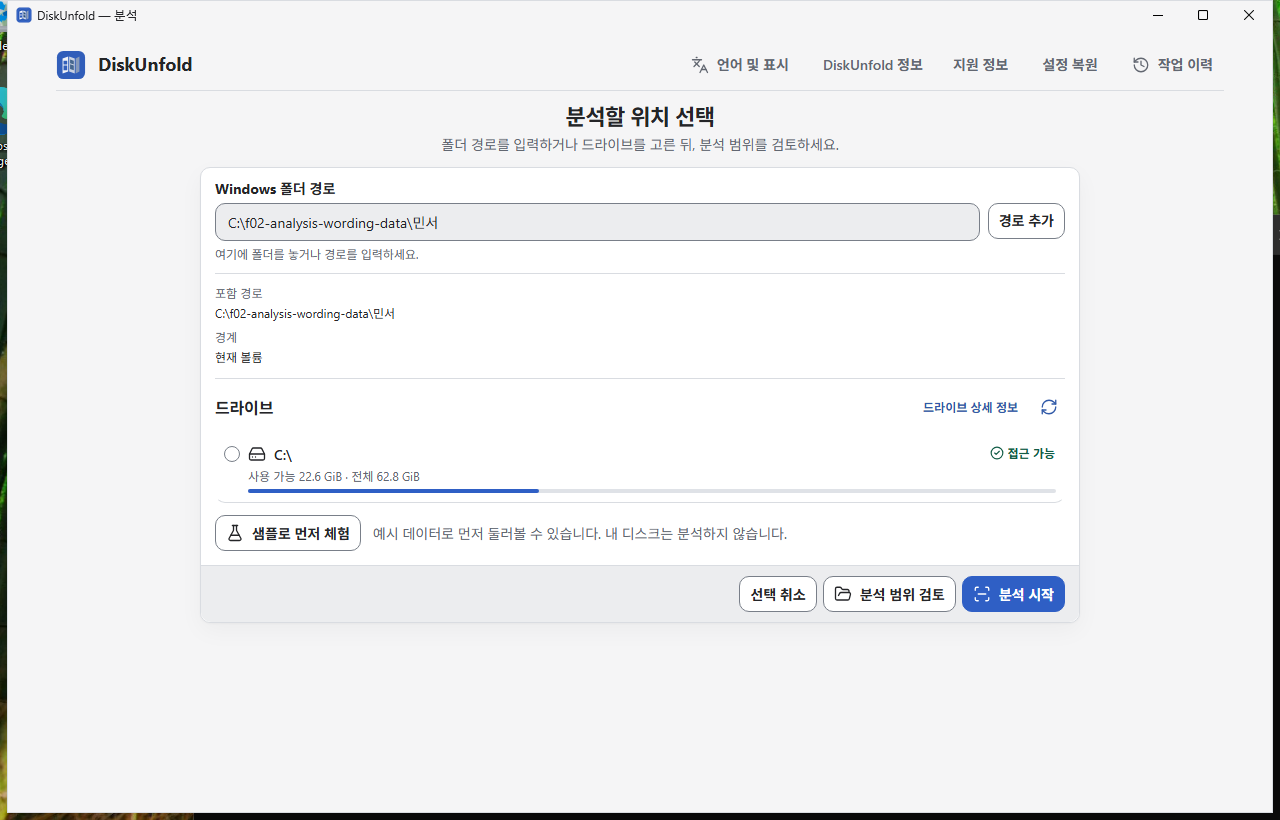 DiskUnfold — 분석
DiskUnfold
언어 및 표시
DiskUnfold 정보
지원 정보
설정 복원
작업 이력
분석할 위치 선택
폴더 경로를 입력하거나 드라이브를 고른 뒤, 분석 범위를 검토하세요.
Windows 폴더 경로
C:\f02-analysis-wording-data\민서
경로 추가
여기에 폴더를 놓거나 경로를 입력하세요.
포함 경로
C:\f02-analysis-wording-data\민서
경계
현재 볼륨
드라이브
드라이브 상세 정보
C:\
접근 가능
사용 가능 22.6 GiB · 전체 62.8 GiB
샘플로 먼저 체험
예시 데이터로 먼저 둘러볼 수 있습니다. 내 디스크는 분석하지 않습니다.
선택 취소
분석 범위 검토
분석 시작